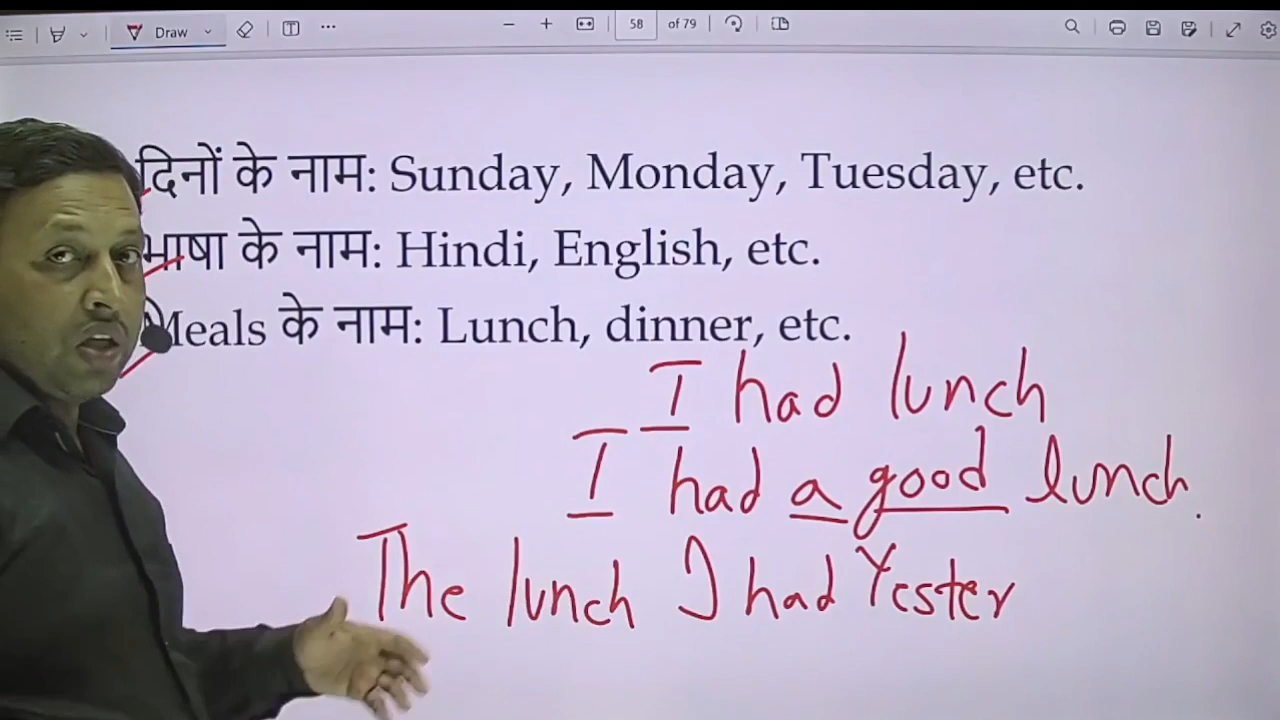 Draw 58 of 79
दिनों के नाम: Sunday, Monday, Tuesday, etc.
भाषा के नाम: Hindi, English, etc.
Meals के नाम: Lunch, dinner, etc.
I had lunch
I had a good lunch.
The lunch I had Yester